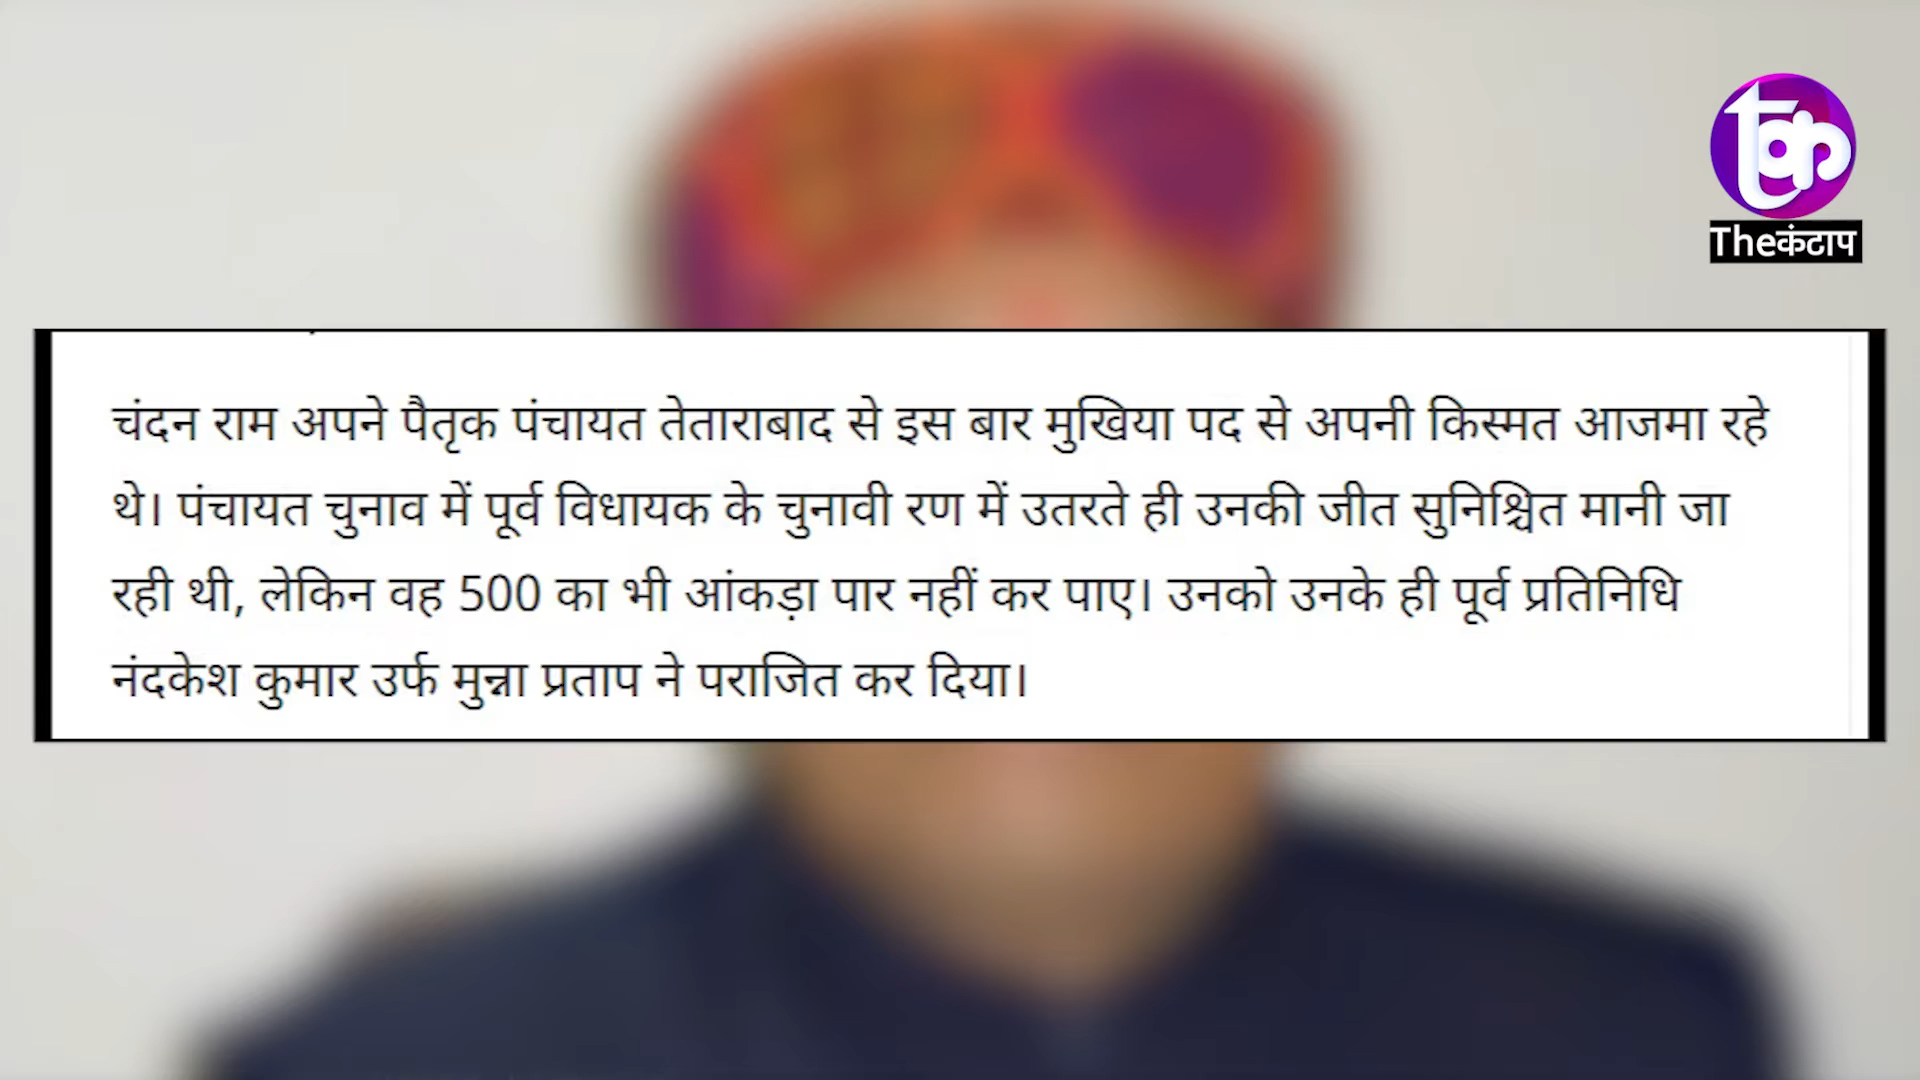 tak
Theकंटाप
चंदन राम अपने पैतृक पंचायत तेताराबाद से इस बार मुखिया पद से अपनी किस्मत आजमा रहे
थे। पंचायत चुनाव में पूर्व विधायक के चुनावी रण में उतरते ही उनकी जीत सुनिश्चित मानी जा
रही थी, लेकिन वह 500 का भी आंकड़ा पार नहीं कर पाए। उनको उनके ही पूर्व प्रतिनिधि
नंदकेश कुमार उर्फ मुन्ना प्रताप ने पराजित कर दिया।